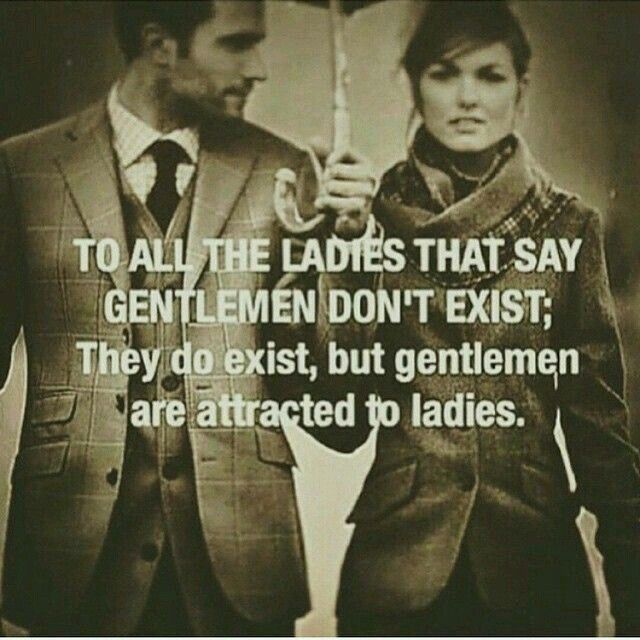 TO ALL THE LADIES THAT SAY
GENTLEMEN DON'T EXIST;
They do exist, but gentlemen
are attracted to ladies.